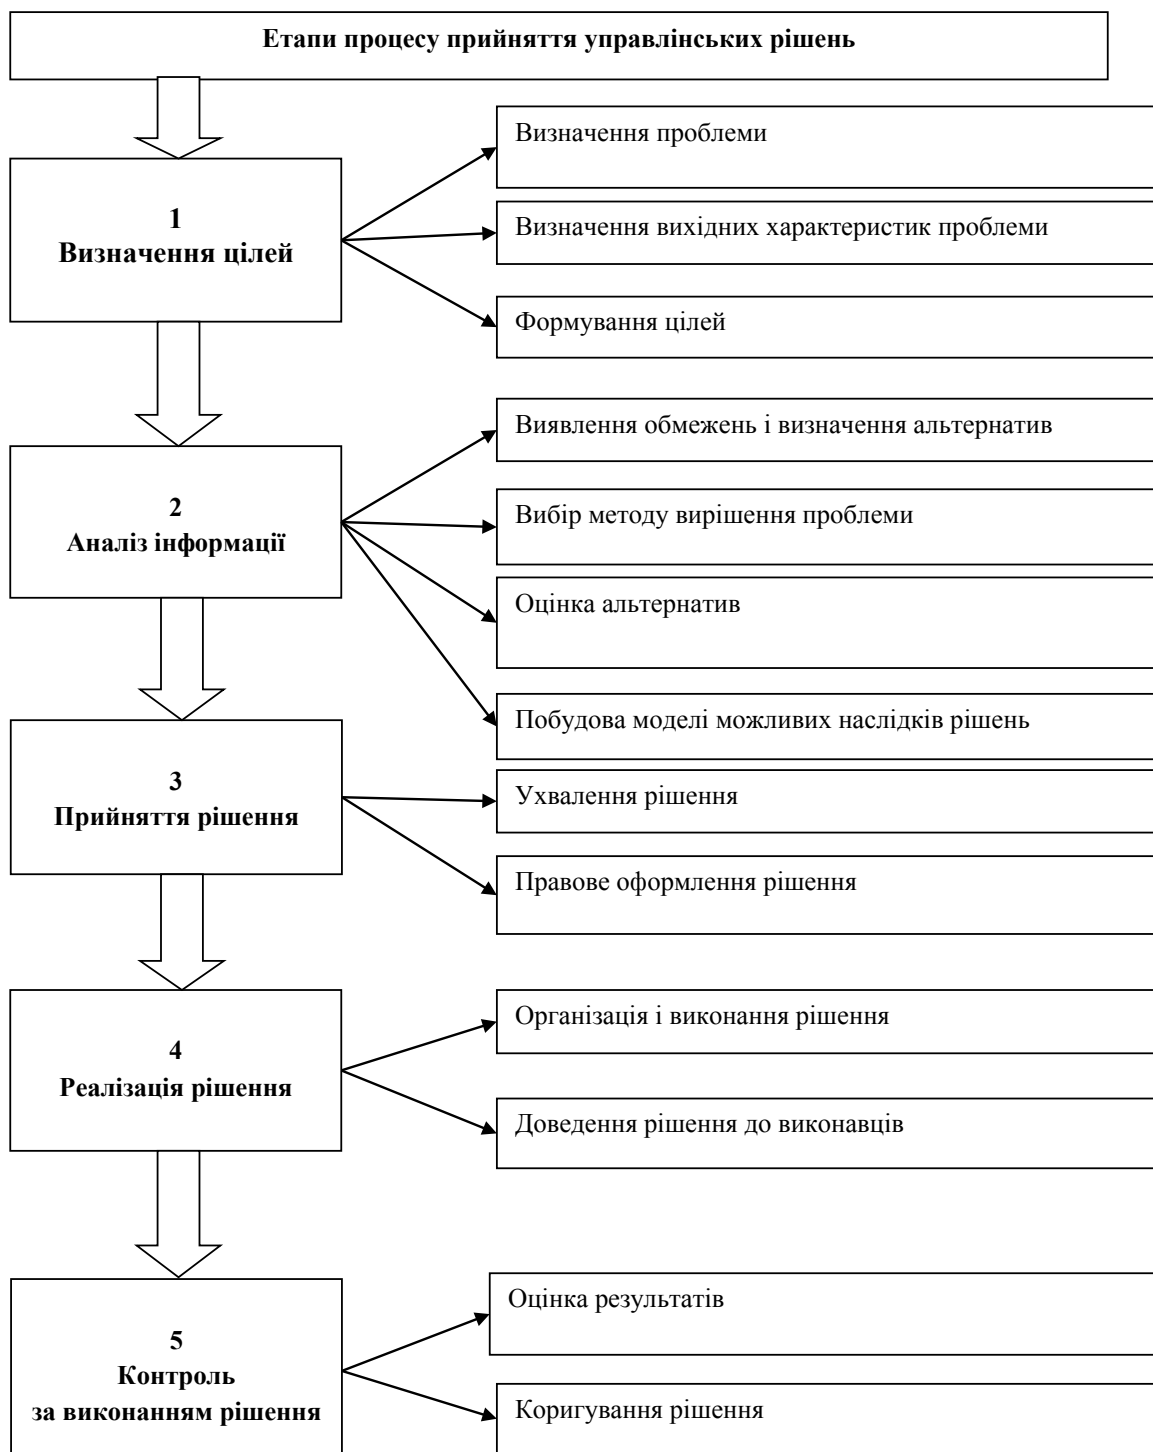 Етапи процесу прийняття управлінських рішень
1
Визначення цілей
Визначення проблеми
Визначення вихідних характеристик проблеми
Формування цілей
2
Аналіз інформації
Виявлення обмежень і визначення альтернатив
Вибір методу вирішення проблеми
Оцінка альтернатив
Побудова моделі можливих наслідків рішень
3
Прийняття рішення
Ухвалення рішення
Правове оформлення рішення
4
Реалізація рішення
Організація і виконання рішення
Доведення рішення до виконавців
5
Контроль
за виконанням рішення
Оцінка результатів
Коригування рішення